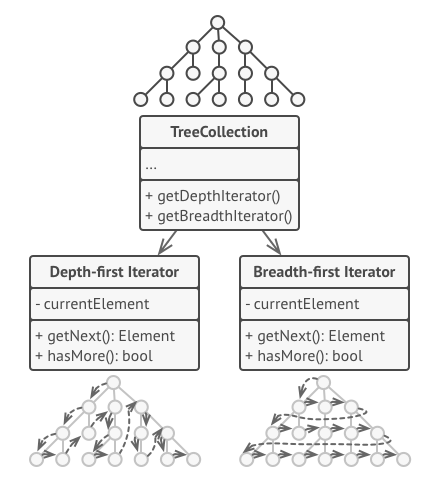 TreeCollection
...
+ getDepthIterator()
+ getBreadthIterator()
Depth-first Iterator
- currentElement
+ getNext(): Element
+ hasMore(): bool
Breadth-first Iterator
- currentElement
+ getNext(): Element
+ hasMore(): bool